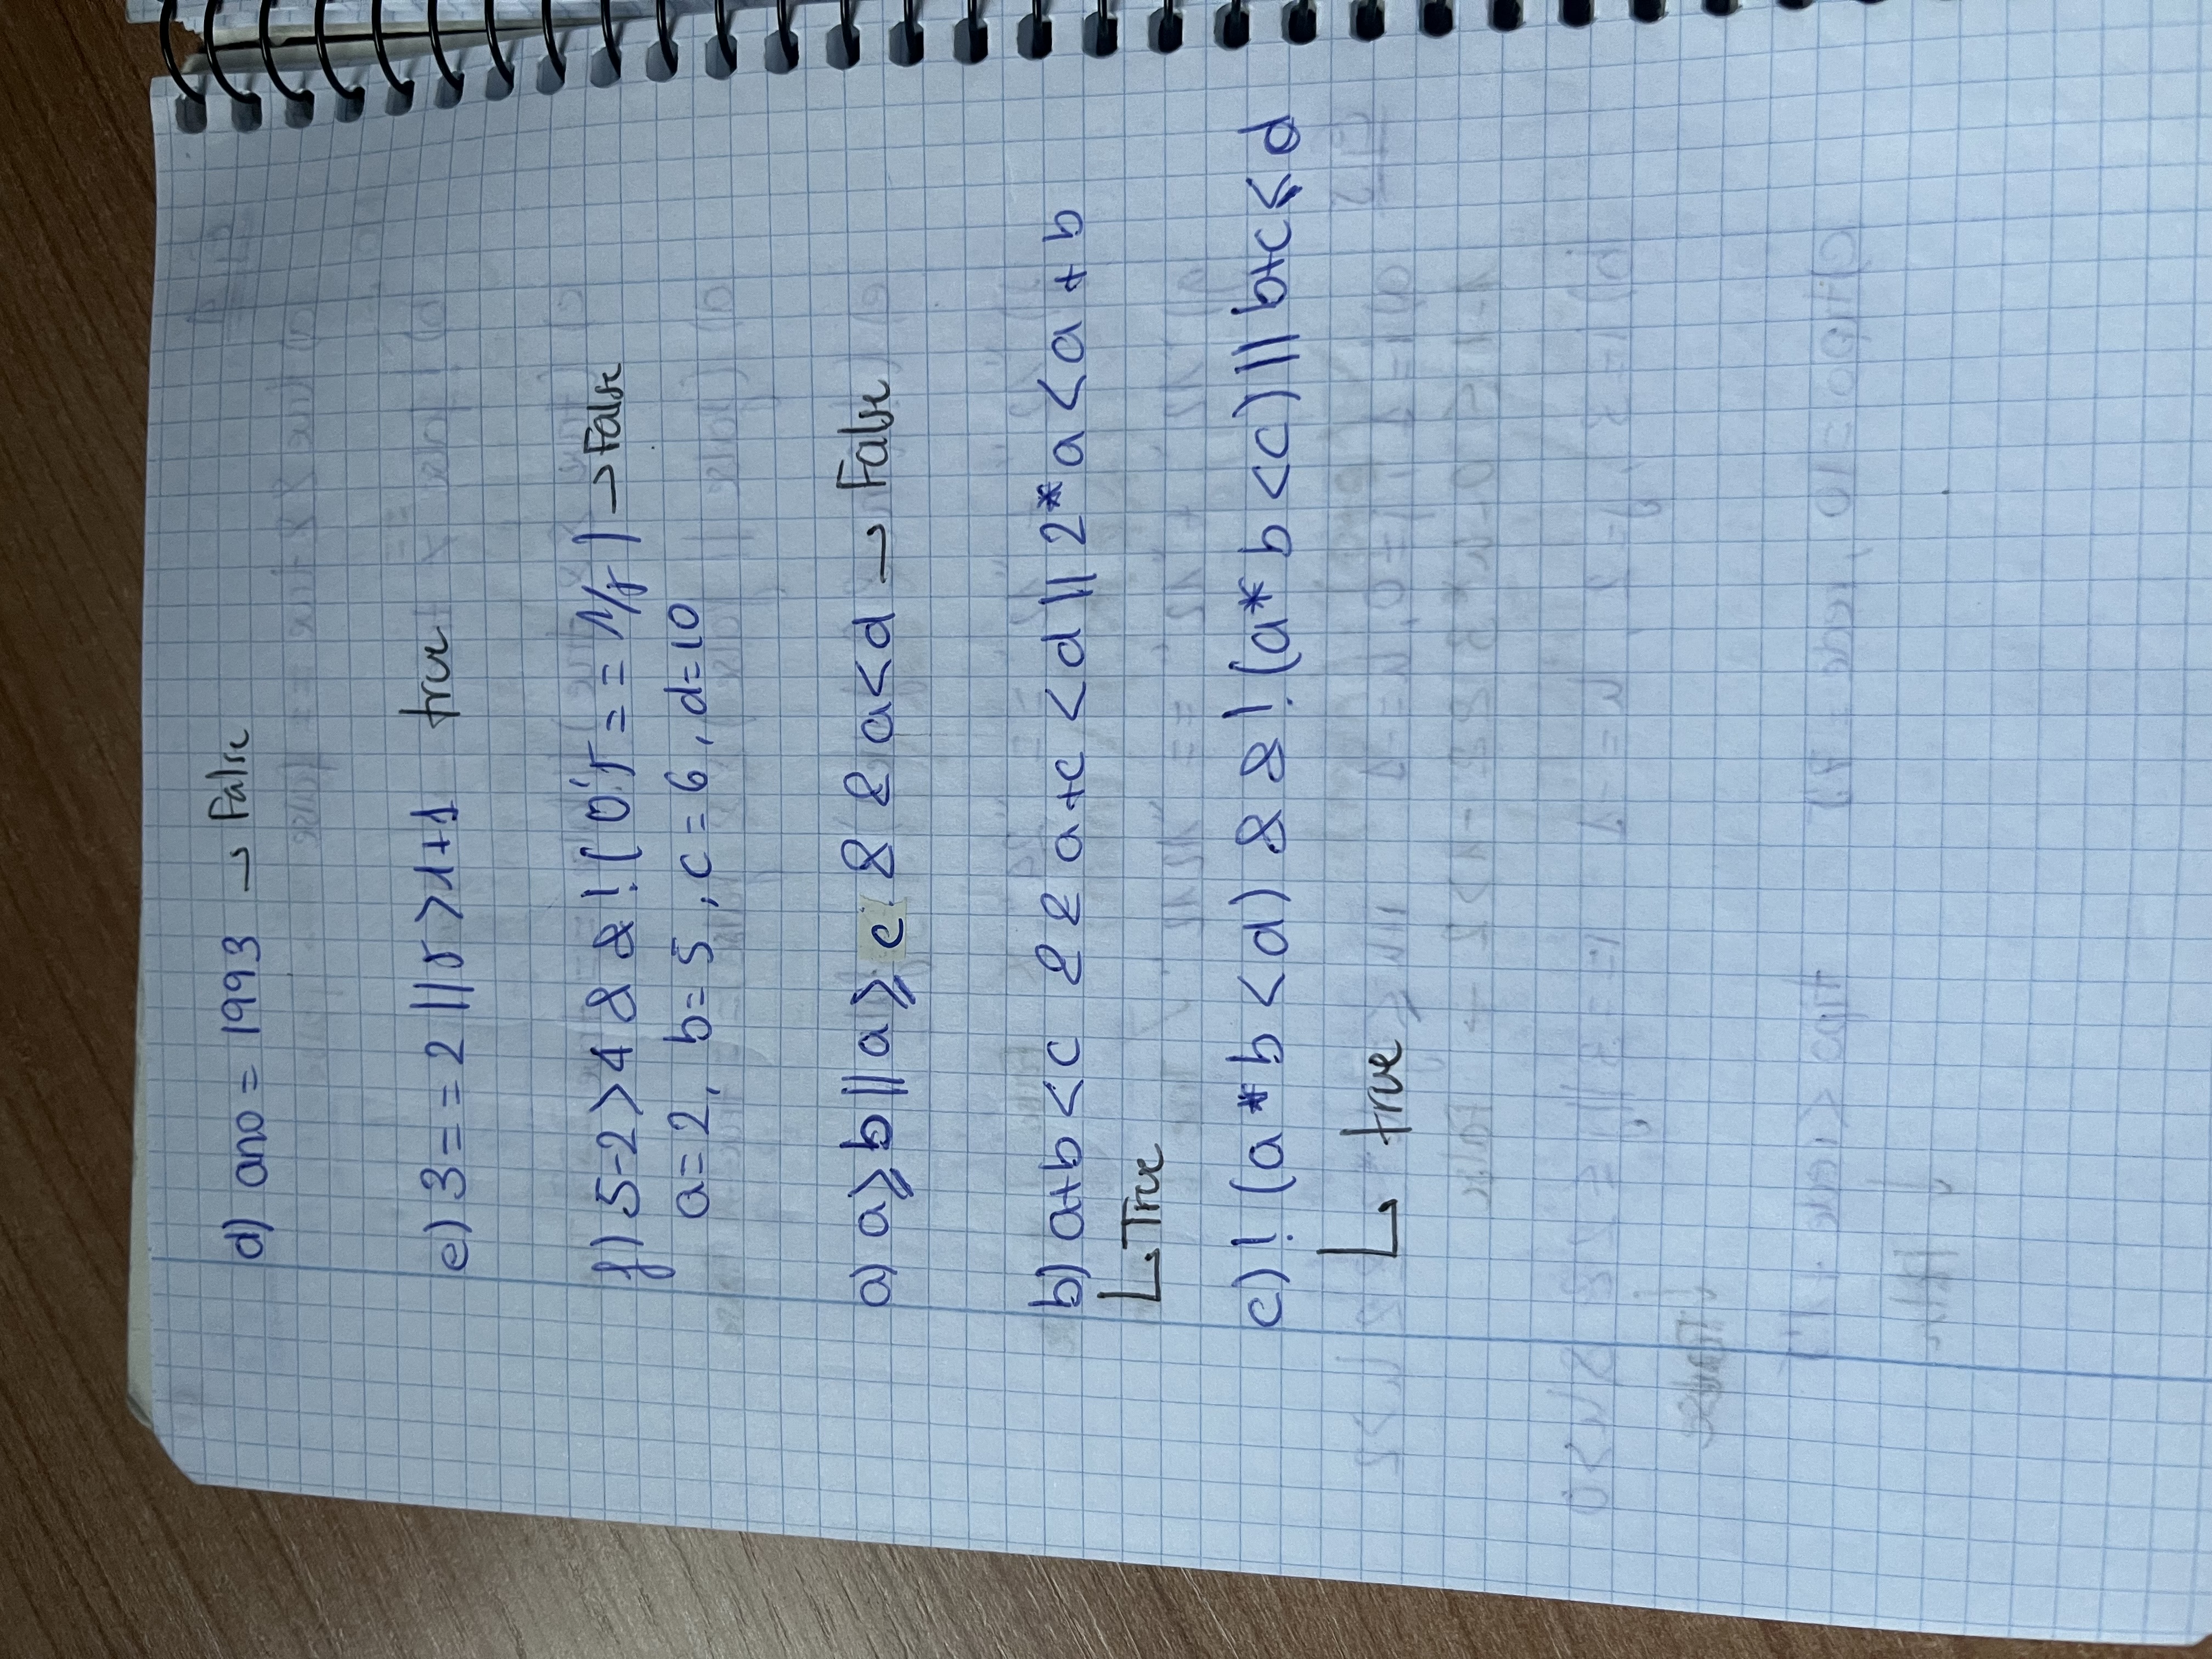 d) ano = 1993 → False
e) 3 == 2 || 5 > 1+1 true
f) 5-2 > 4 && !( 0'5 == 1/5 ) → False
a=2, b=5, c=6, d=10
a) a ≥ b || a ≥ c && a < d → False
b) a+b < c && a+c < d || 2*a < a+b
↳ True
c) ! (a*b < d) && ! (a*b < c) || b+c ≤ d
↳ true